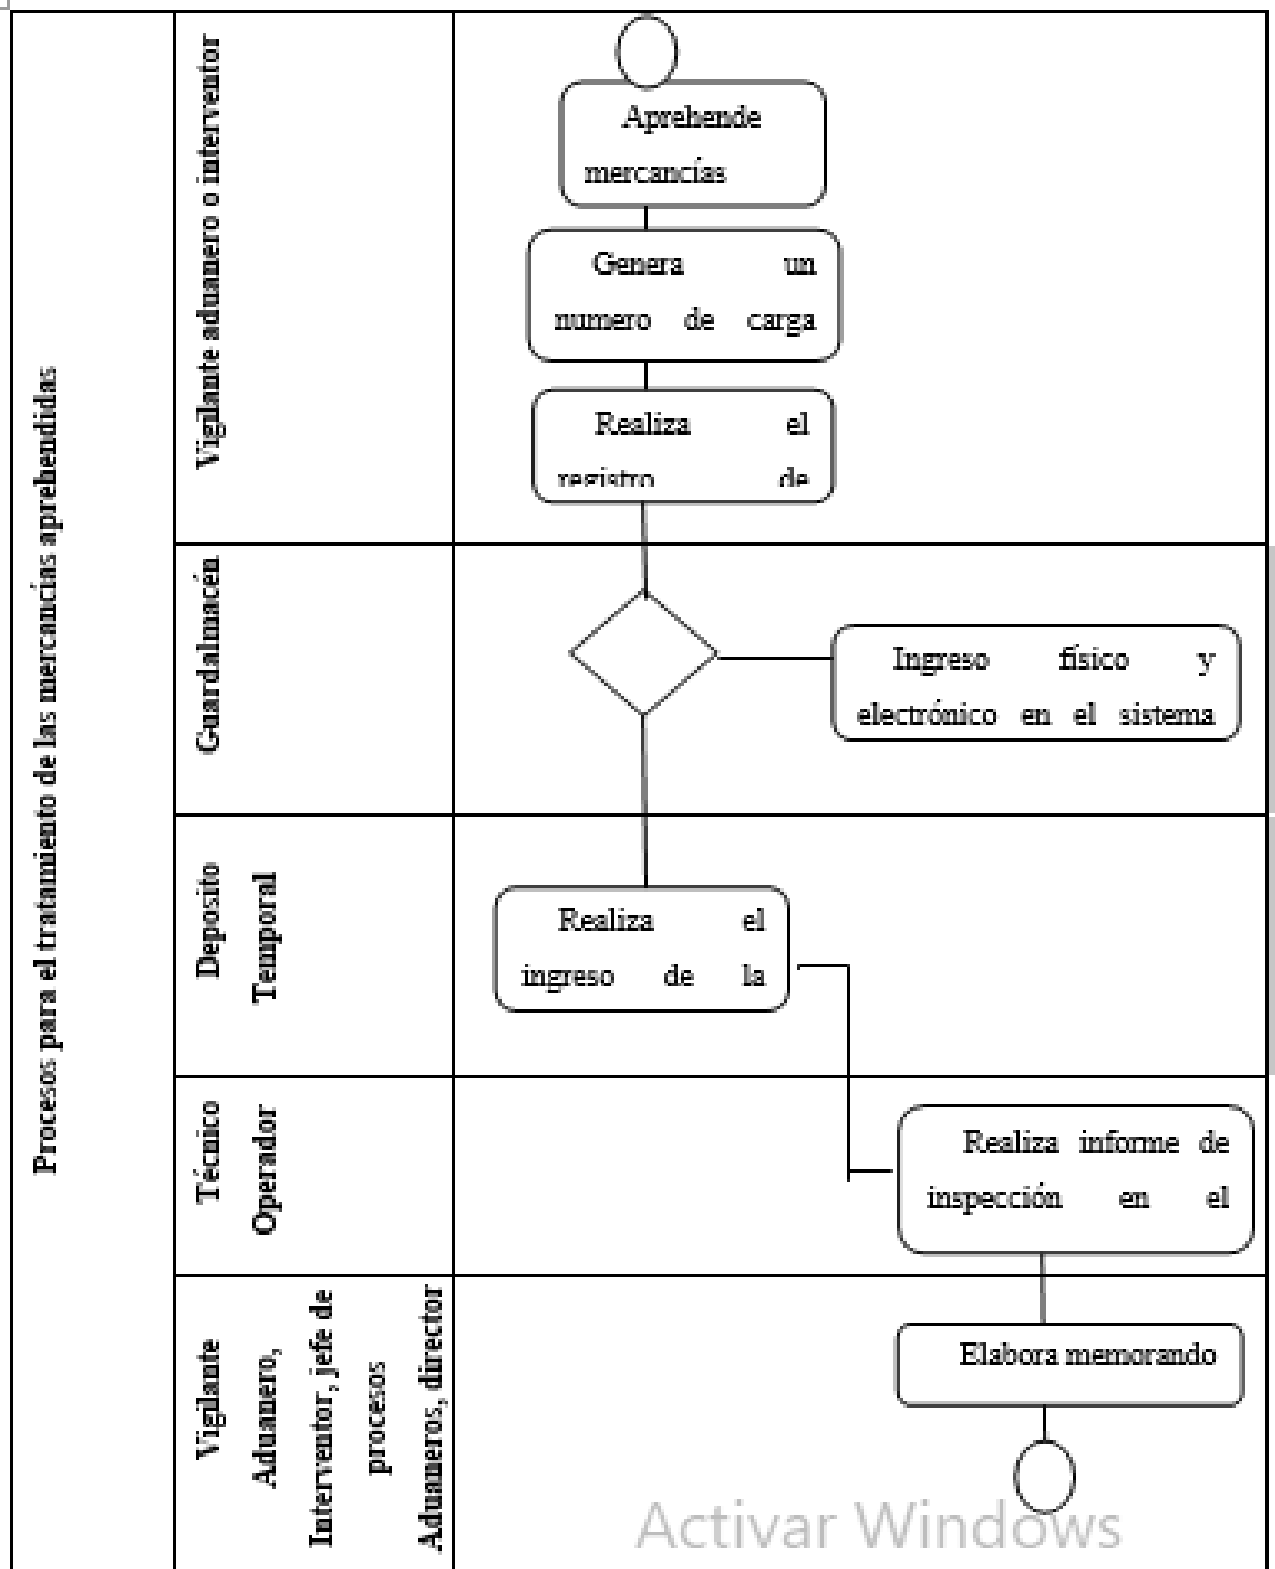 Procesos para el tratamiento de las mercancías aprehendidas
Vigilante aduanero o interventor
Aprehende
mercancías
Genera un
numero de carga
Realiza el
registro de
Guardalmacén
Ingreso físico y
electrónico en el sistema
Deposito
Temporal
Realiza el
ingreso de la
Técnico
Operador
Realiza informe de
inspección en el
Vigilante
Aduanero,
Interventor, jefe de
procesos
Aduaneros, director
Elabora memorando
Activar Windows